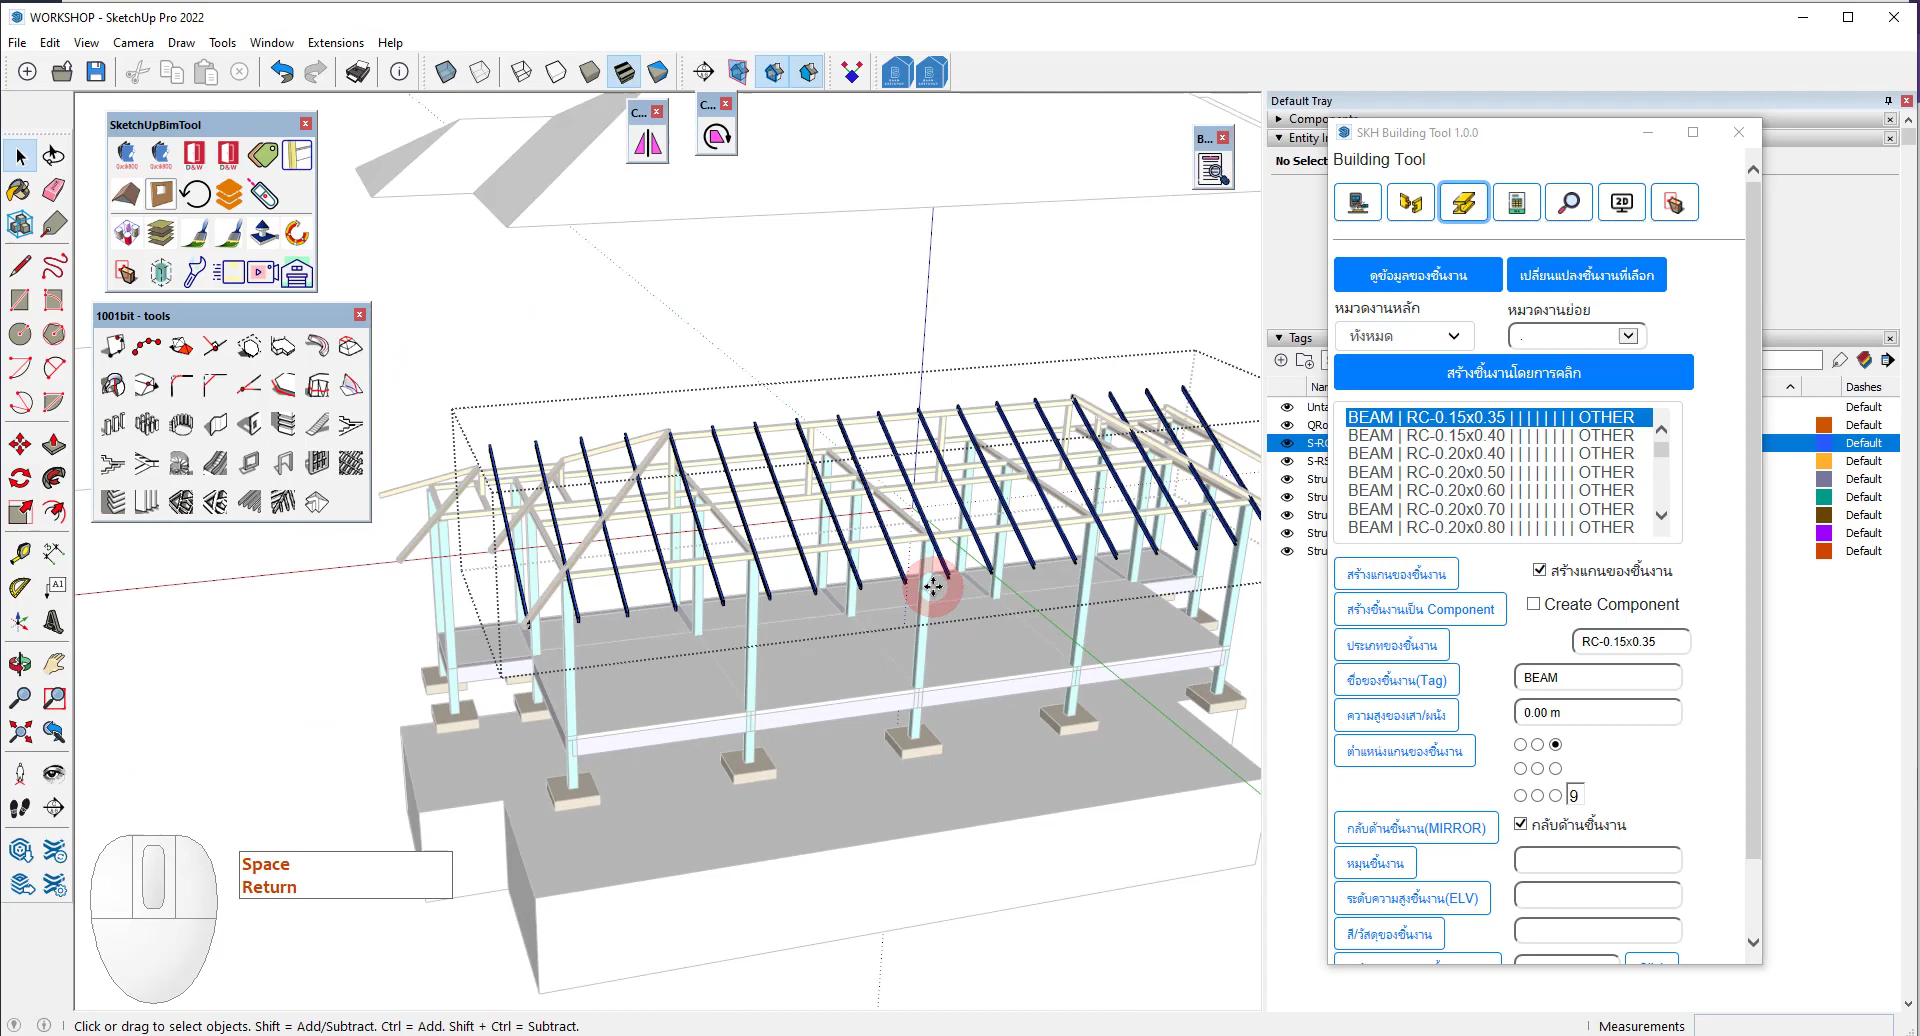 WORKSHOP - SketchUp Pro 2022
File Edit View Camera Draw Tools Window Extensions Help
SketchUpBimTool
D&W D&W
1001bit - tools
C...
C...
B...
Default Tray
Components
Entity In
No Select
Tags
Dashes
Default
Default
Default
Default
Default
Default
Default
Default
Default
Unta
QRo
S-RO
S-RS
Stru
Stru
Stru
Stru
Stru
SKH Building Tool 1.0.0
Building Tool
2D
ดูข้อมูลของชิ้นงาน
เปลี่ยนแปลงชิ้นงานที่เลือก
หมวดงานหลัก
หมวดงานย่อย
ทั้งหมด
.
สร้างชิ้นงานโดยการคลิก
BEAM | RC-0.15x0.35 | | | | | | | | OTHER
BEAM | RC-0.15x0.40 | | | | | | | | OTHER
BEAM | RC-0.20x0.40 | | | | | | | | OTHER
BEAM | RC-0.20x0.50 | | | | | | | | OTHER
BEAM | RC-0.20x0.60 | | | | | | | | OTHER
BEAM | RC-0.20x0.70 | | | | | | | | OTHER
BEAM | RC-0.20x0.80 | | | | | | | | OTHER
สร้างแกนของชิ้นงาน
สร้างแกนของชิ้นงาน
สร้างชิ้นงานเป็น Component
Create Component
ประเภทของชิ้นงาน
RC-0.15x0.35
ชื่อของชิ้นงาน(Tag)
BEAM
ความสูงของเสา/ผนัง
0.00 m
ตำแหน่งแกนของชิ้นงาน
9
กลับด้านชิ้นงาน(MIRROR)
กลับด้านชิ้นงาน
หมุนชิ้นงาน
ระดับความสูงชิ้นงาน(ELV)
สี/วัสดุของชิ้นงาน
A1
Space
Return
Click or drag to select objects. Shift = Add/Subtract. Ctrl = Add. Shift + Ctrl = Subtract.
Measurements